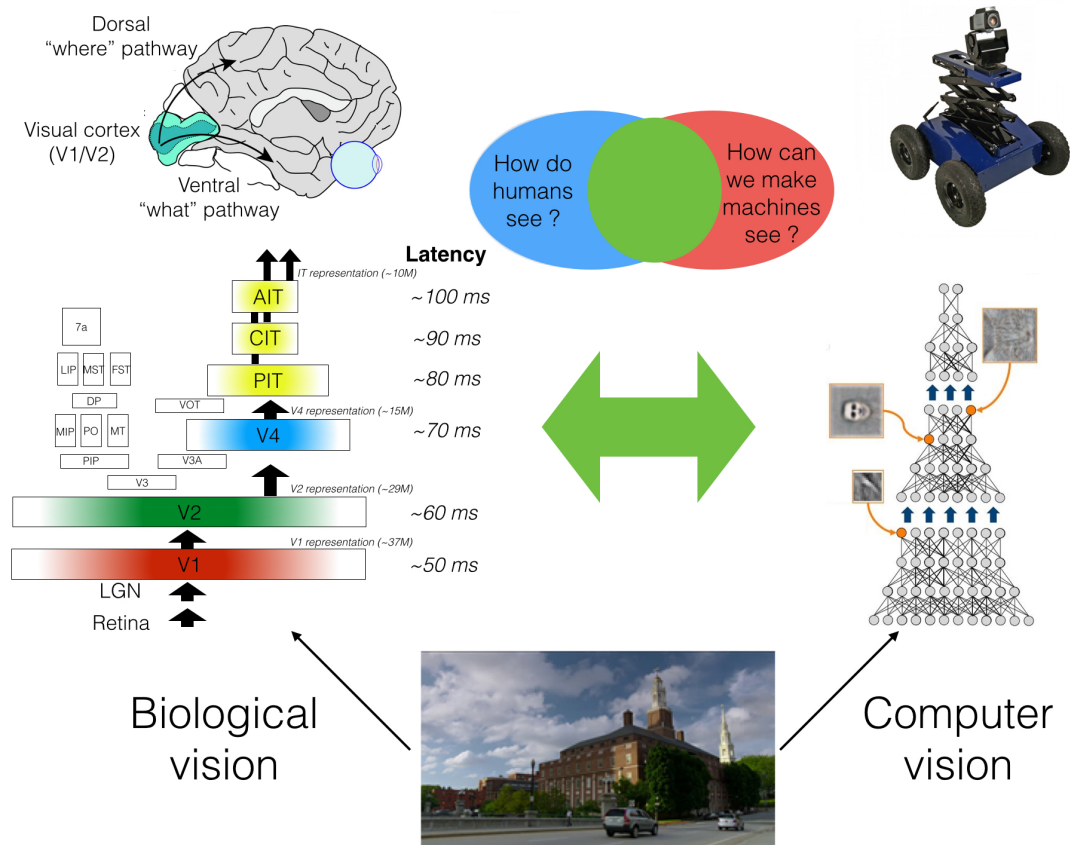 Dorsal
“where” pathway
Visual cortex
(V1/V2)
Ventral
“what” pathway
How do
humans
see ?
How can
we make
machines
see ?
Latency
IT representation (~10M)
AIT
~100 ms
CIT
~90 ms
PIT
~80 ms
7a
LIP
MST
FST
DP
VOT
V4 representation (~15M)
MIP
PO
MT
V4
~70 ms
PIP
V3A
V3
V2 representation (~29M)
V2
~60 ms
V1 representation (~37M)
V1
~50 ms
LGN
Retina
Biological
vision
Computer
vision